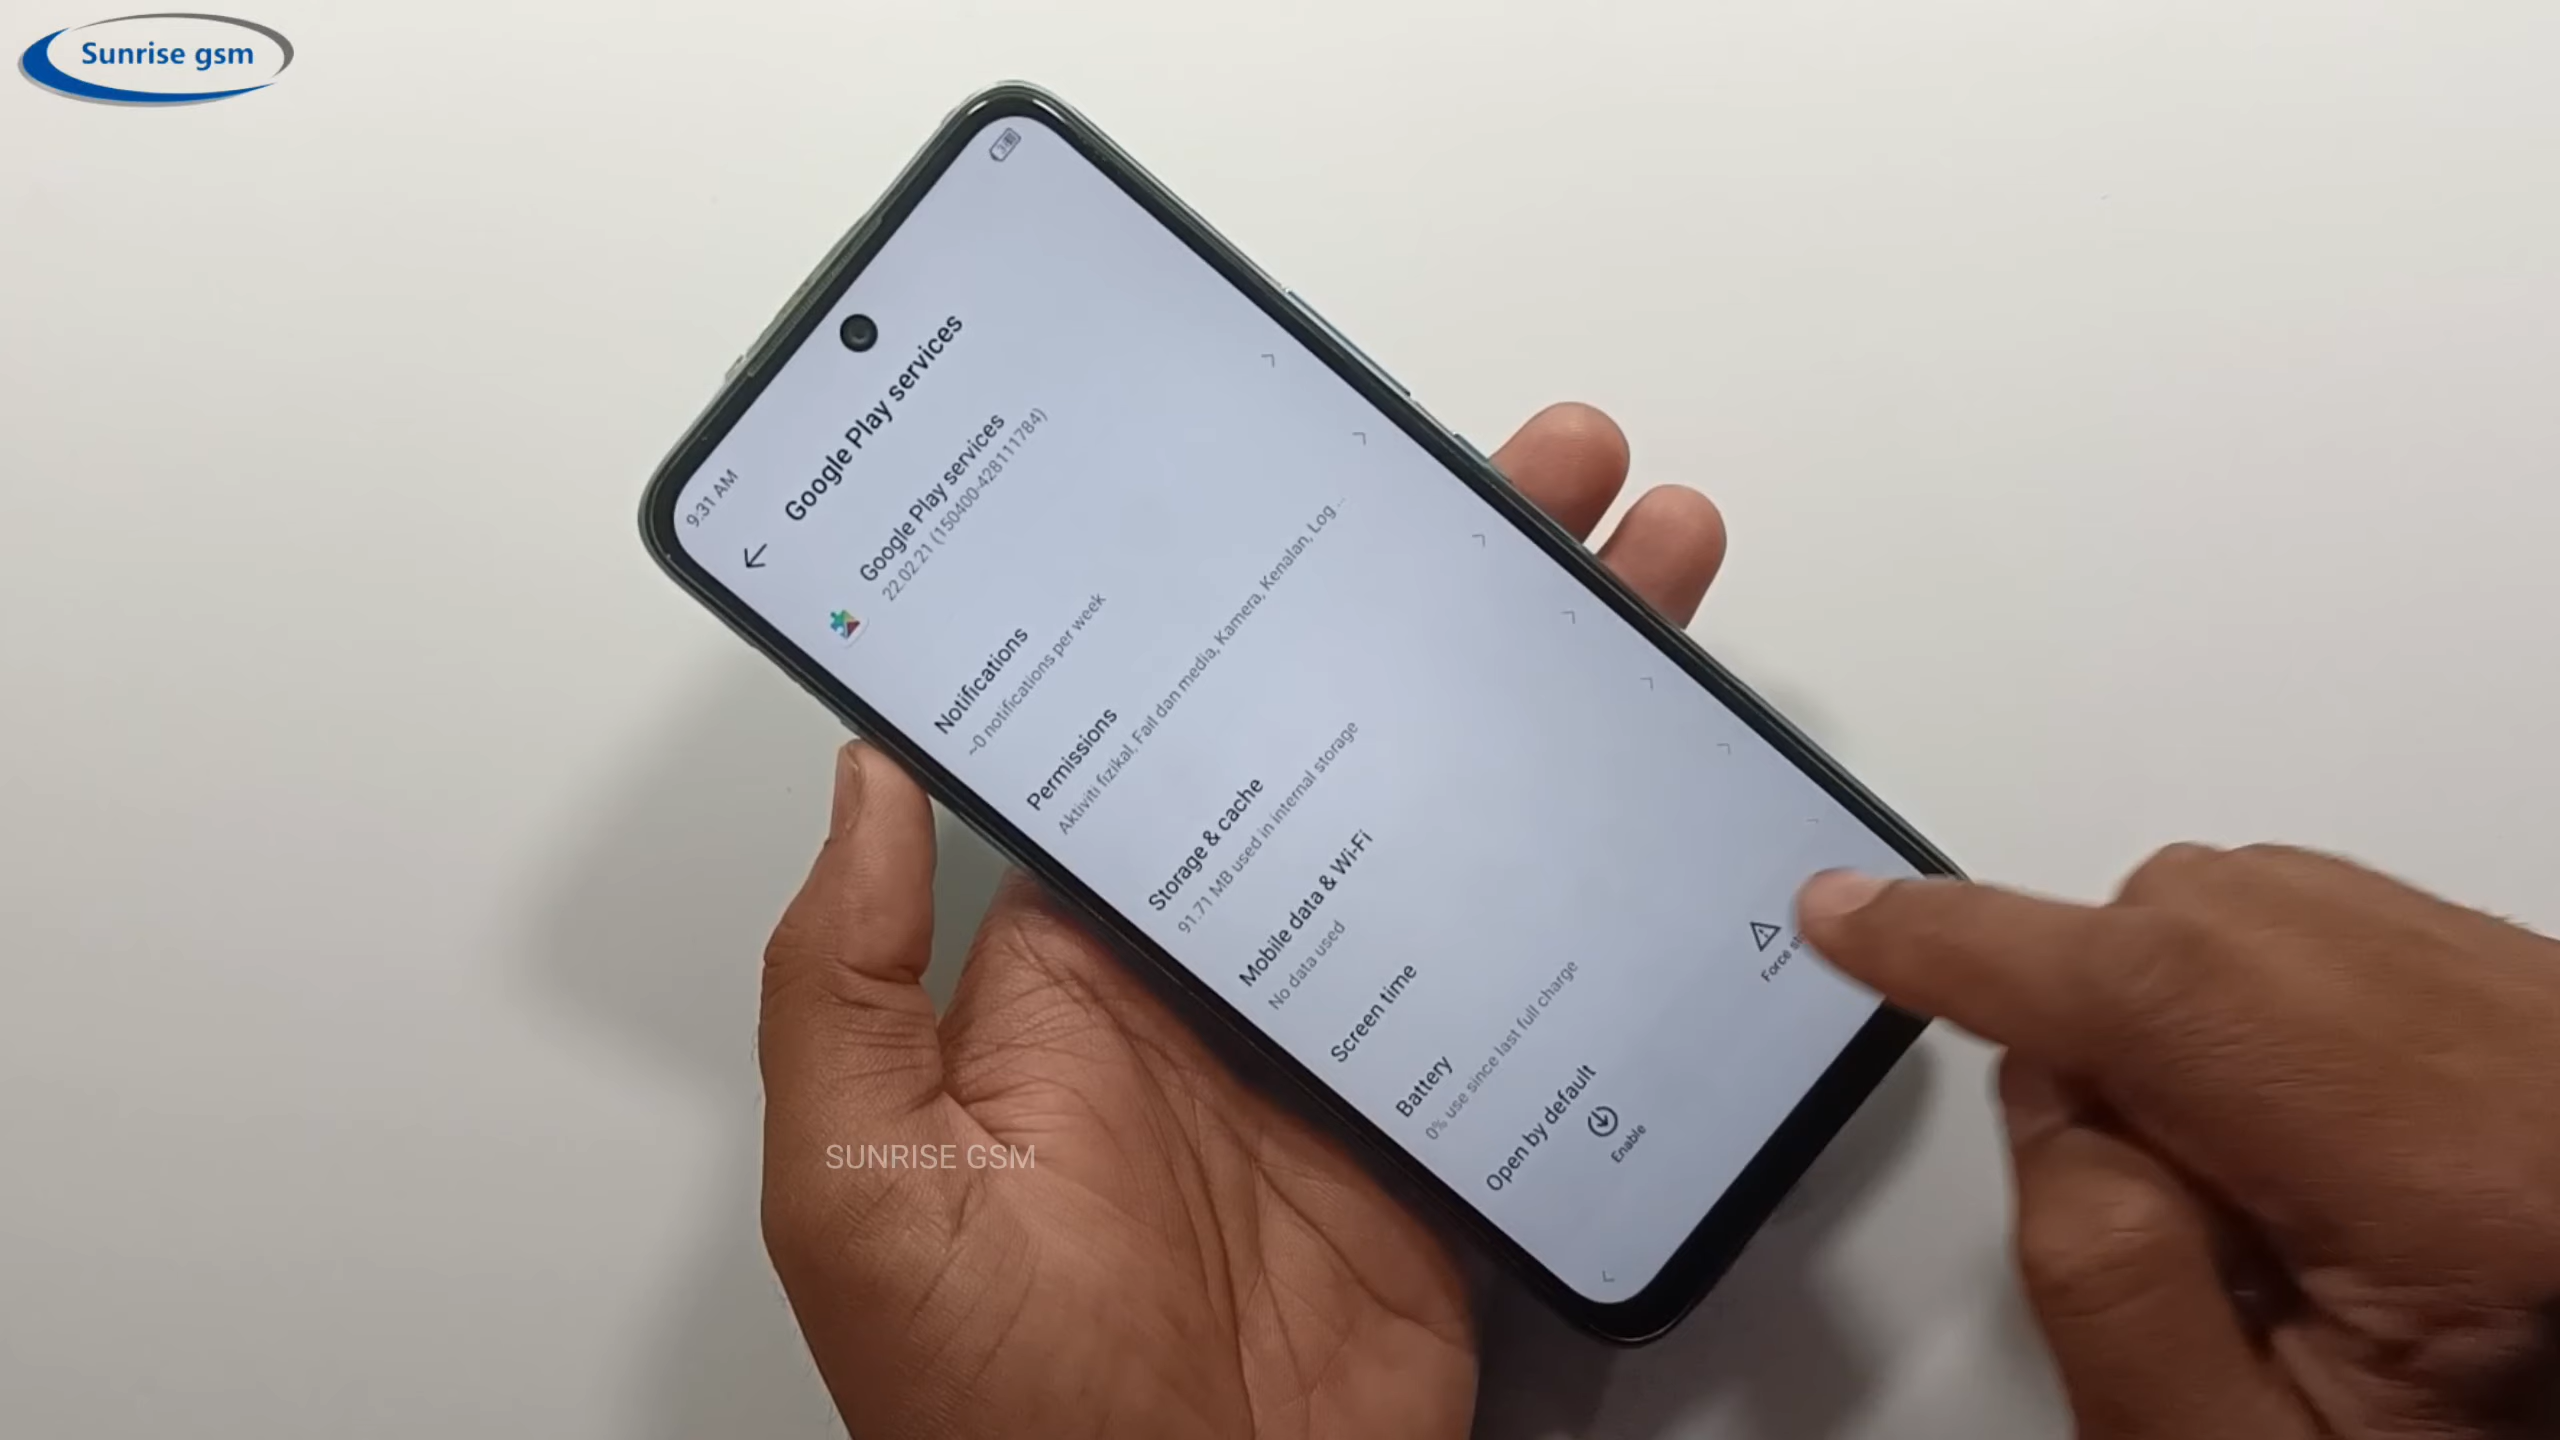 Sunrise gsm
9:31 AM
Google Play services
Google Play services
22.02.21 (150400-428111784)
Notifications
~0 notifications per week
Permissions
Aktiviti fizikal, Fail dan media, Kamera, Kenalan, Log ...
Storage & cache
91.71 MB used in internal storage
Mobile data & Wi-Fi
No data used
Screen time
Battery
0% use since last full charge
Open by default
Enable
Force
SUNRISE GSM